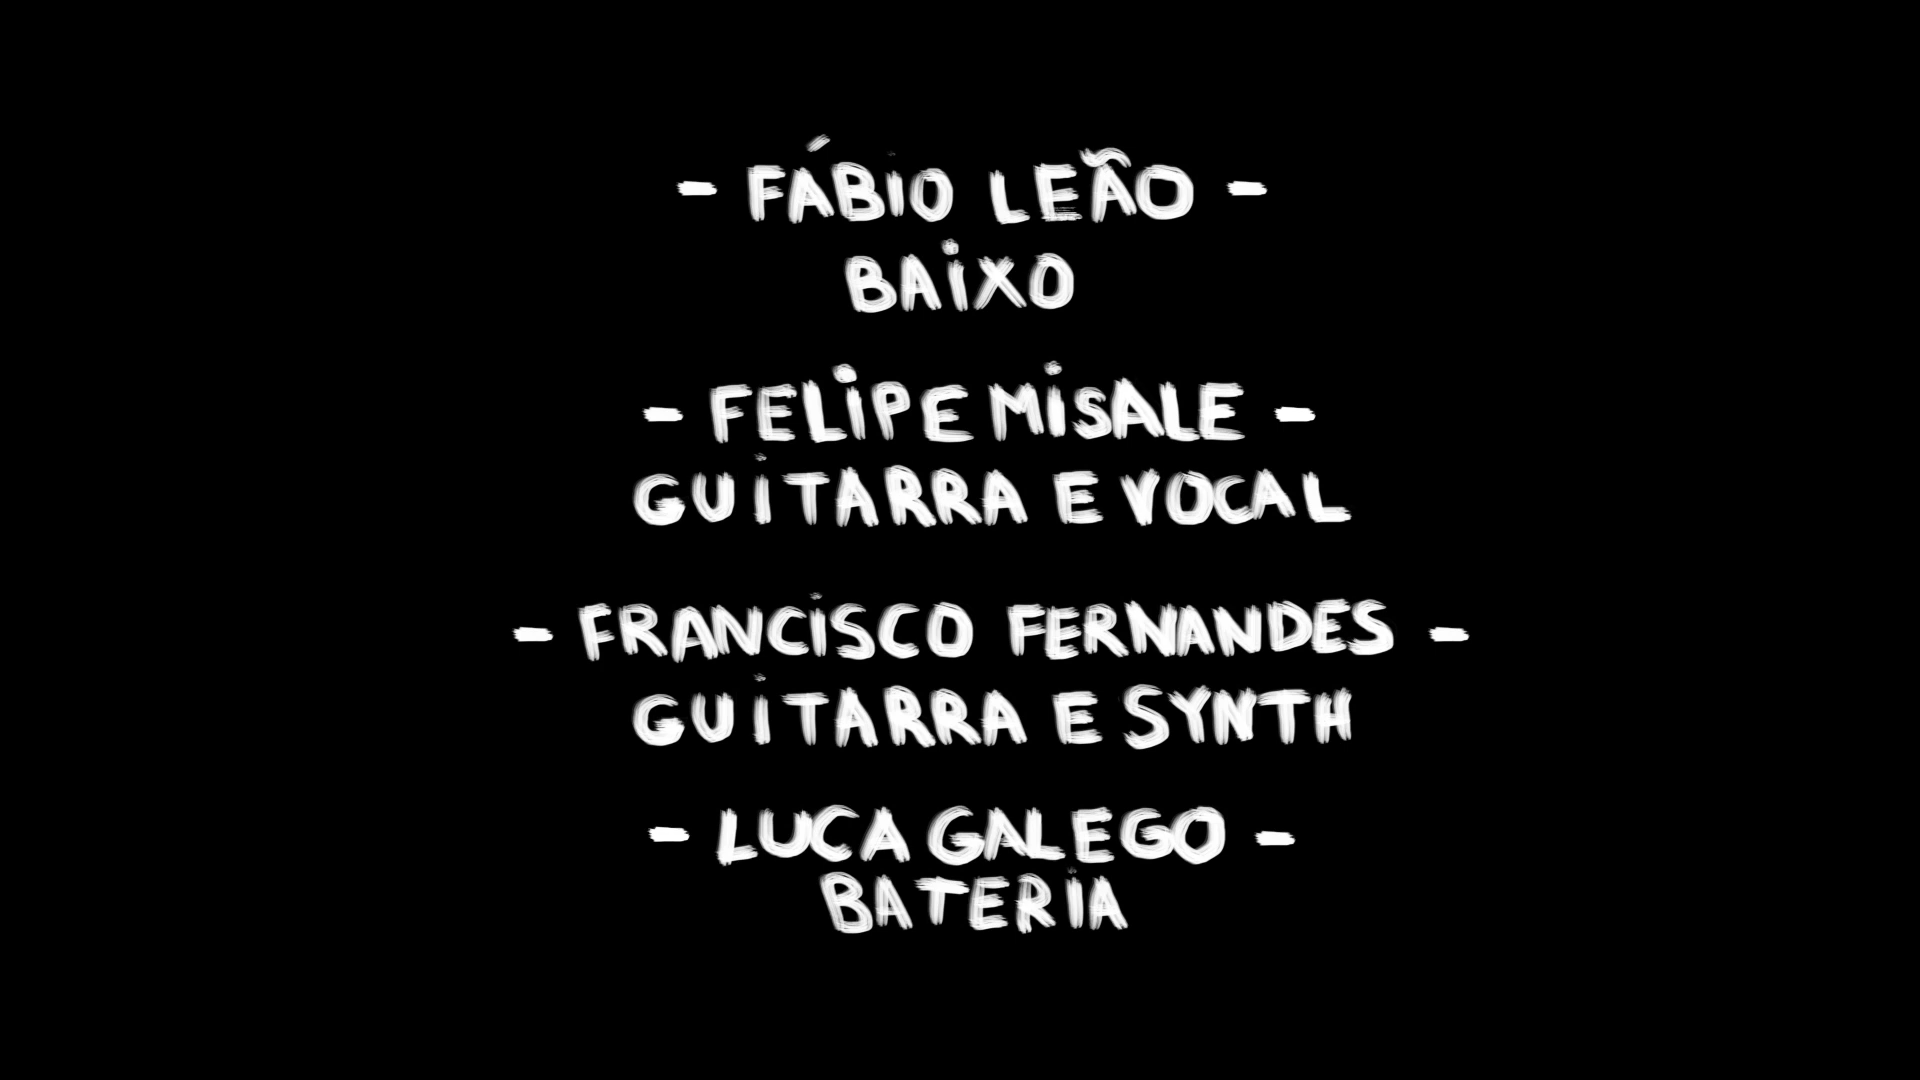 - FÁBIO LEÃO -
BAIXO
- FELIPE MISALE -
GUITARRA E VOCAL
- FRANCISCO FERNANDES -
GUITARRA E SYNTH
- LUCA GALEGO -
BATERIA